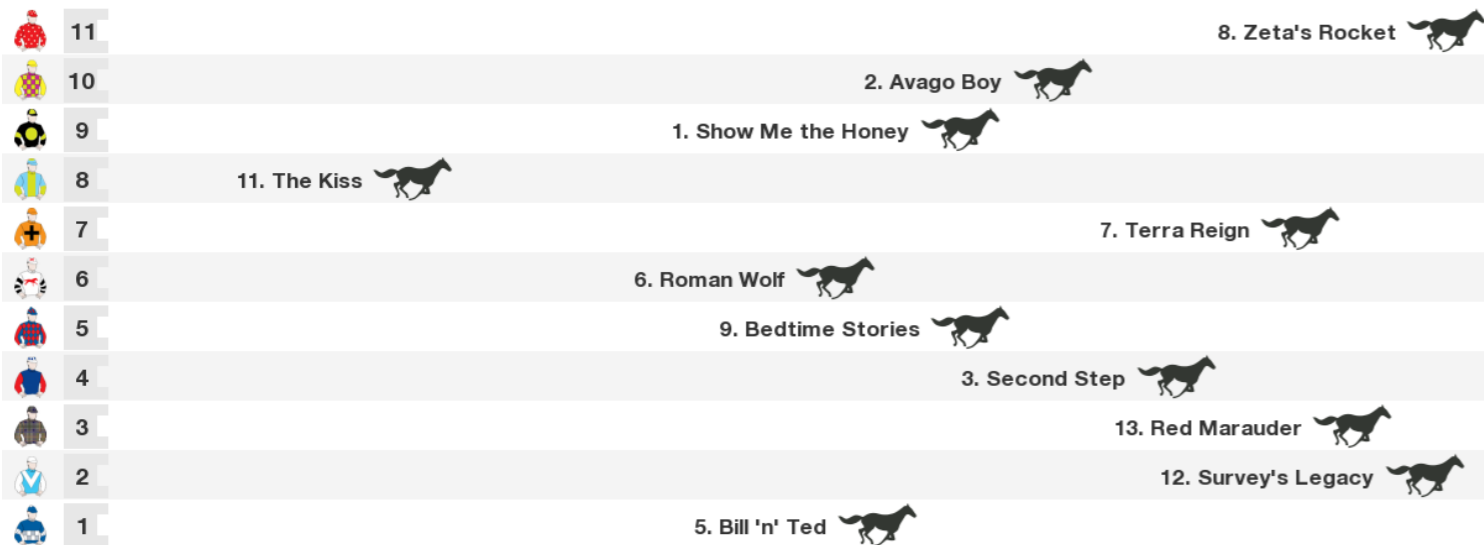 11 8. Zeta's Rocket
10 2. Avago Boy
9 1. Show Me the Honey
8 11. The Kiss
7 7. Terra Reign
6 6. Roman Wolf
5 9. Bedtime Stories
4 3. Second Step
3 13. Red Marauder
2 12. Survey's Legacy
1 5. Bill 'n' Ted